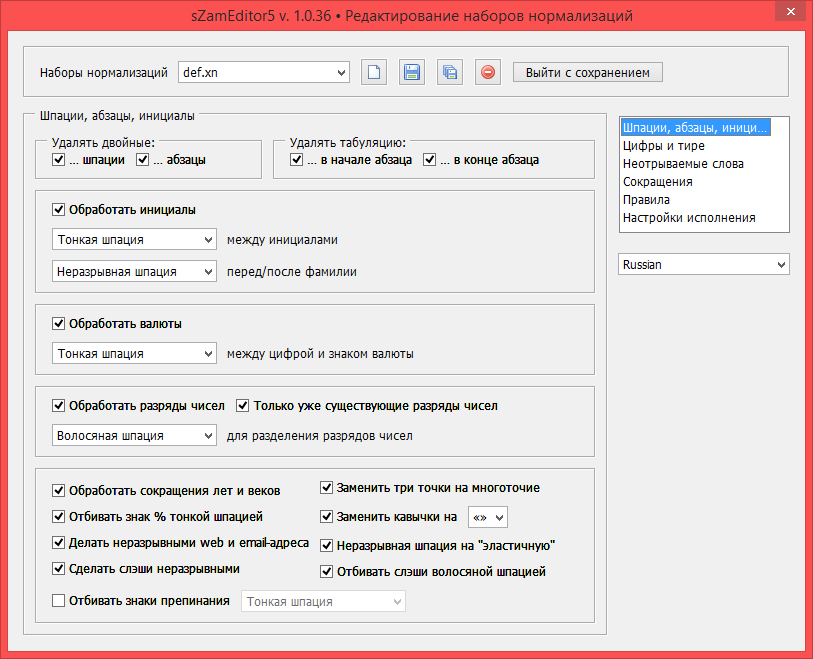 sZamEditor5 v. 1.0.36 • Редактирование наборов нормализаций
Наборы нормализаций def.xn Выйти с сохранением
Шпации, абзацы, инициалы
Удалять двойные:
... шпации ... абзацы
Удалять табуляцию:
... в начале абзаца ... в конце абзаца
Обработать инициалы
Тонкая шпация между инициалами
Неразрывная шпация перед/после фамилии
Обработать валюты
Тонкая шпация между цифрой и знаком валюты
Обработать разряды чисел Только уже существующие разряды чисел
Волосяная шпация для разделения разрядов чисел
Обработать сокращения лет и веков
Отбивать знак % тонкой шпацией
Делать неразрывными web и email-адреса
Сделать слэши неразрывными
Отбивать знаки препинания Тонкая шпация
Заменить три точки на многоточие
Заменить кавычки на «»
Неразрывная шпация на "эластичную"
Отбивать слэши волосяной шпацией
Шпации, абзацы, иници...
Цифры и тире
Неотрываемые слова
Сокращения
Правила
Настройки исполнения
Russian